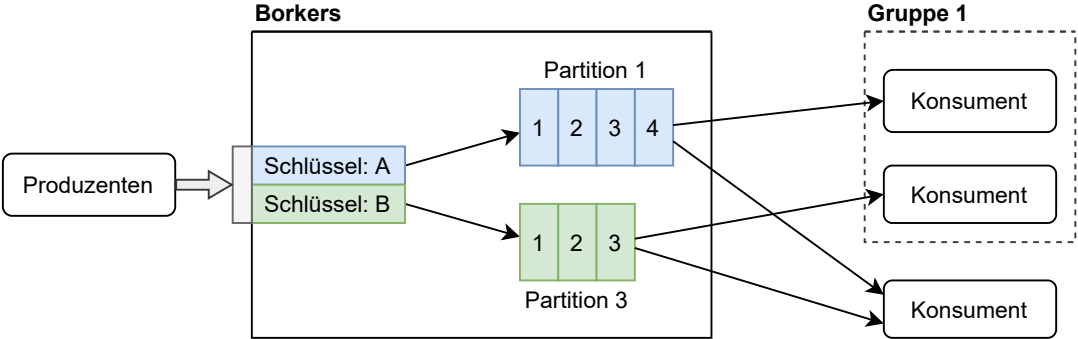 Borkers
Gruppe 1
Partition 1
Konsument
1 2 3 4
Schlüssel: A
Produzenten
Schlüssel: B
Konsument
1 2 3
Partition 3
Konsument